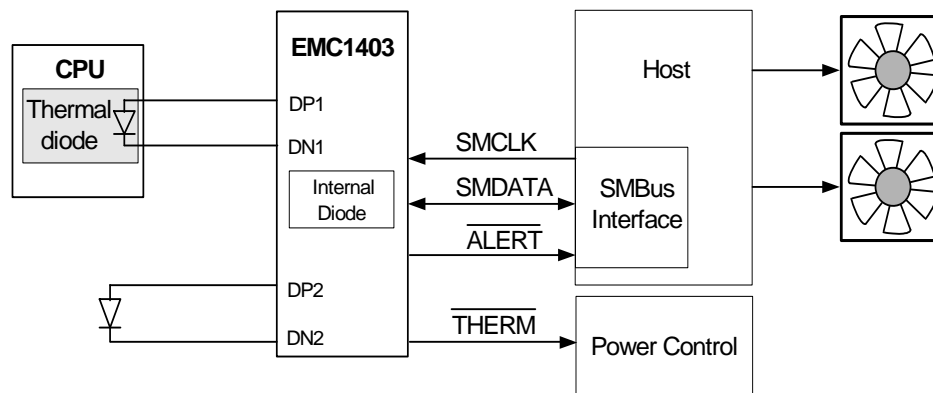 CPU
Thermal
diode
EMC1403
DP1
DN1
Internal
Diode
DP2
DN2
SMCLK
SMDATA
ALERT
THERM
Host
SMBus
Interface
Power Control